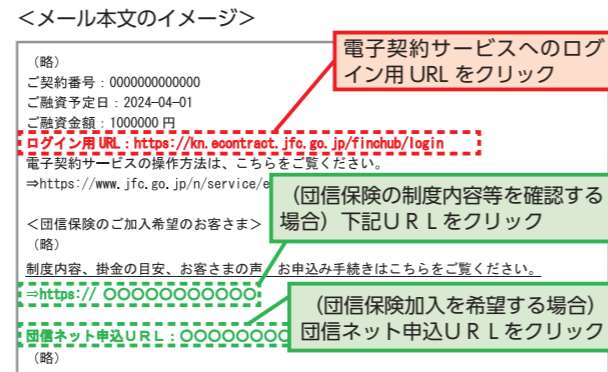 ＜メール本文のイメージ＞
電子契約サービスへのログ
イン用 URL をクリック
（略）
ご契約番号：0000000000000
ご融資予定日：2024-04-01
ご融資金額：1000000 円
ログイン用 URL：https://kn.econtract.jfc.go.jp/finchub/login
電子契約サービスの操作方法は、こちらをご覧ください。
⇒https://www.jfc.go.jp/n/service/e
（団信保険の制度内容等を確認する
場合）下記ＵＲＬをクリック
＜団信保険のご加入希望のお客さま＞
（略）
制度内容、掛金の目安、お客さまの声、お申込み手続きはこちらをご覧ください。
⇒https:// 〇〇〇〇〇〇〇〇〇〇〇
（団信保険加入を希望する場合）
団信ネット申込ＵＲＬをクリック
団信ネット申込ＵＲＬ：〇〇〇〇〇〇〇〇
（略）